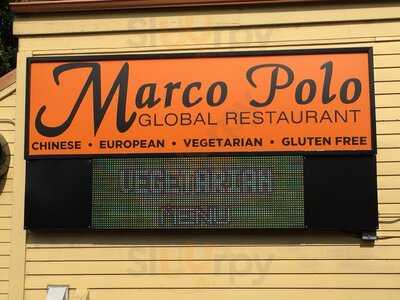 Marco Polo
GLOBAL RESTAURANT
CHINESE • EUROPEAN • VEGETARIAN • GLUTEN FREE
VEGETARIAN
MENU